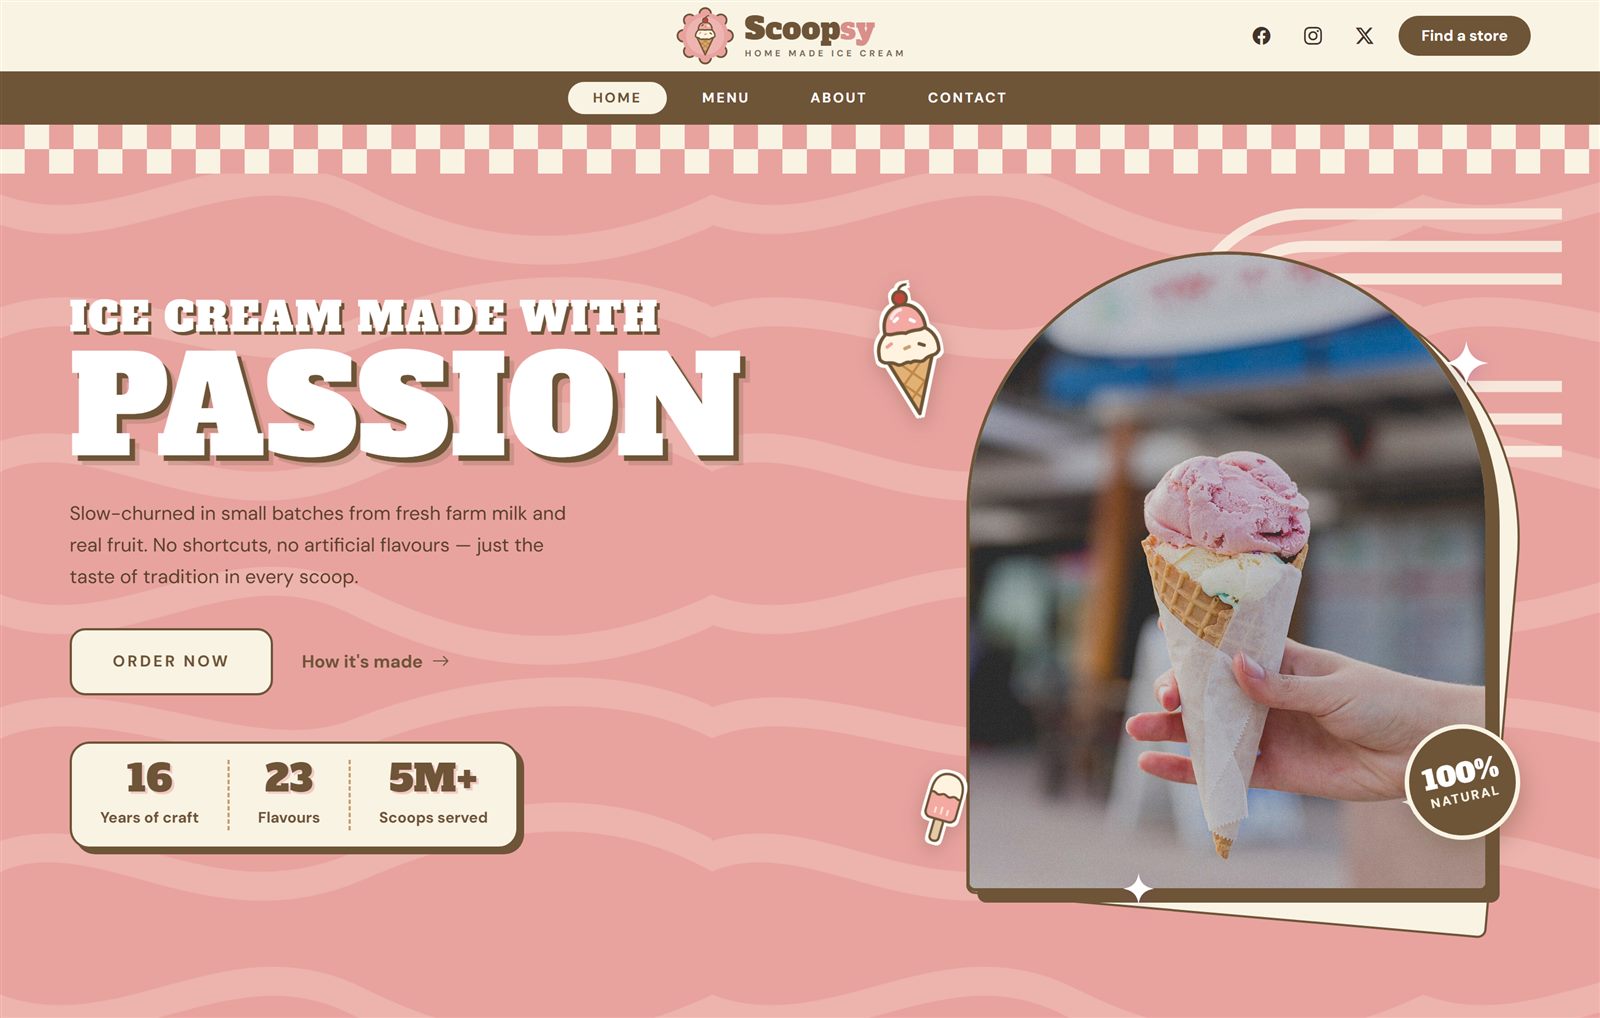 Scoopsy
HOME MADE ICE CREAM
Find a store
HOME
MENU
ABOUT
CONTACT
ICE CREAM MADE WITH
PASSION
Slow-churned in small batches from fresh farm milk and
real fruit. No shortcuts, no artificial flavours — just the
taste of tradition in every scoop.
ORDER NOW
How it's made →
16
Years of craft
23
Flavours
5M+
Scoops served
100%
NATURAL